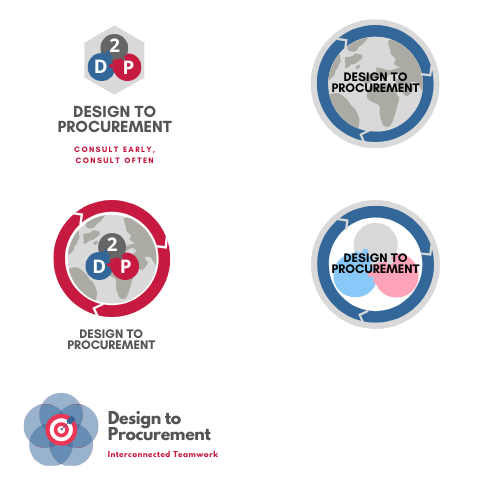 2
D P
DESIGN TO
PROCUREMENT
CONSULT EARLY,
CONSULT OFTEN
DESIGN TO
PROCUREMENT
2
D P
DESIGN TO
PROCUREMENT
DESIGN TO
PROCUREMENT
Design to
Procurement
Interconnected Teamwork